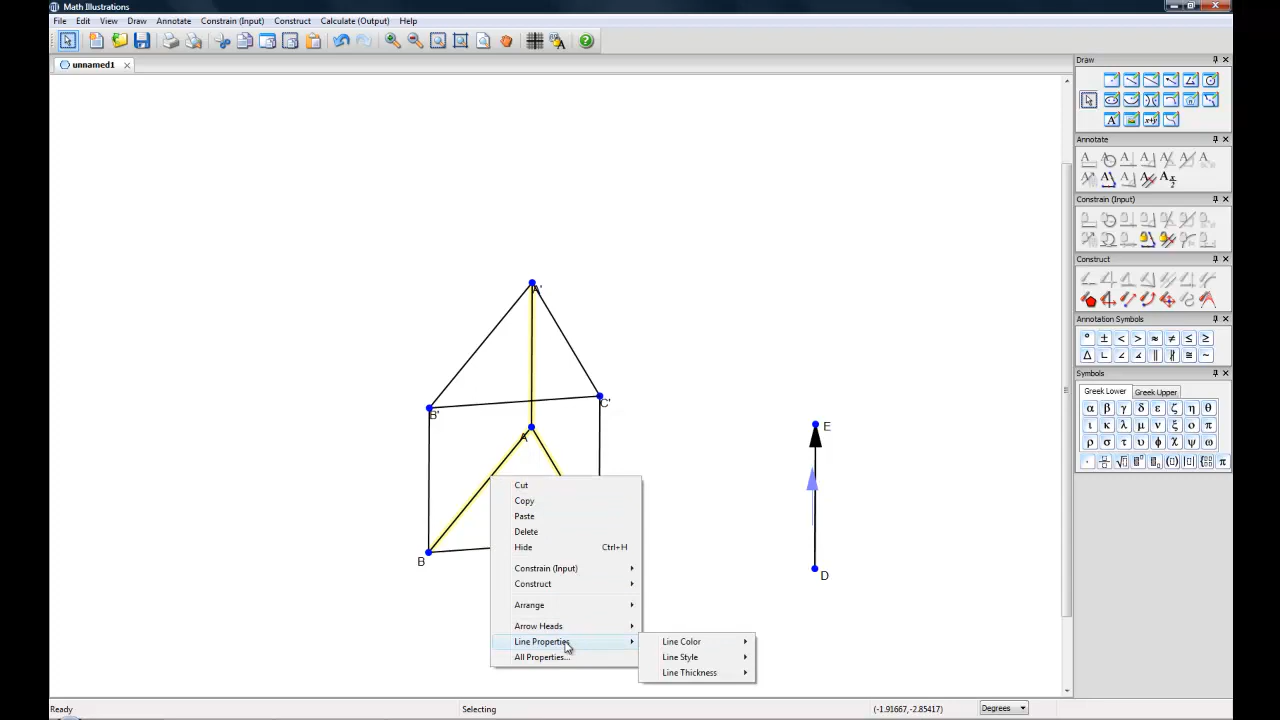 Math Illustrations
File Edit View Draw Annotate Constrain (Input) Construct Calculate (Output) Help
unnamed1
Draw
Annotate
Constrain (Input)
Construct
Annotation Symbols
° ± < > ≈ ≠ ≤ ≥
Δ ∟ ∠ ∡ ∥ ∦ ≅ ~
Symbols
Greek Lower Greek Upper
α β γ δ ε ζ η θ
ι κ λ μ ν ξ ο π
ρ σ τ υ ϕ χ ψ ω
π
A'
B'
C'
A
B
E
D
Cut
Copy
Paste
Delete
Hide Ctrl+H
Constrain (Input)
Construct
Arrange
Arrow Heads
Line Properties
All Properties...
Line Color
Line Style
Line Thickness
Ready Selecting (-1.91667,-2.85417) Degrees